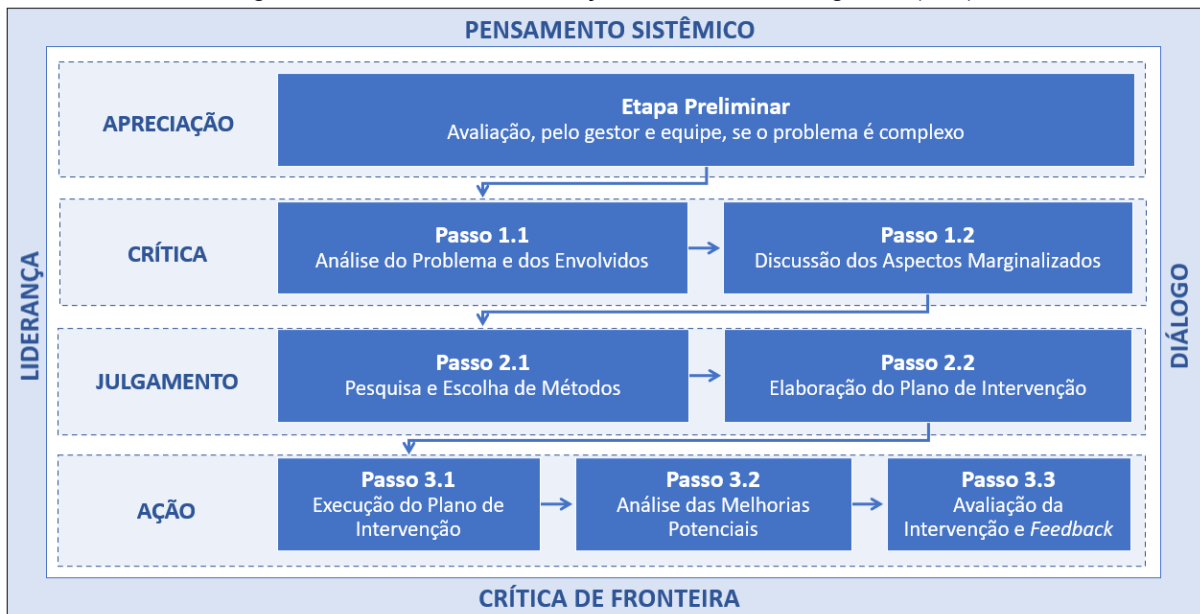 PENSAMENTO SISTÊMICO
LIDERANÇA
DIÁLOGO
APRECIAÇÃO
Etapa Preliminar
Avaliação, pelo gestor e equipe, se o problema é complexo
CRÍTICA
Passo 1.1
Análise do Problema e dos Envolvidos
Passo 1.2
Discussão dos Aspectos Marginalizados
JULGAMENTO
Passo 2.1
Pesquisa e Escolha de Métodos
Passo 2.2
Elaboração do Plano de Intervenção
AÇÃO
Passo 3.1
Execução do Plano de
Intervenção
Passo 3.2
Análise das Melhorias
Potenciais
Passo 3.3
Avaliação da
Intervenção e Feedback
CRÍTICA DE FRONTEIRA